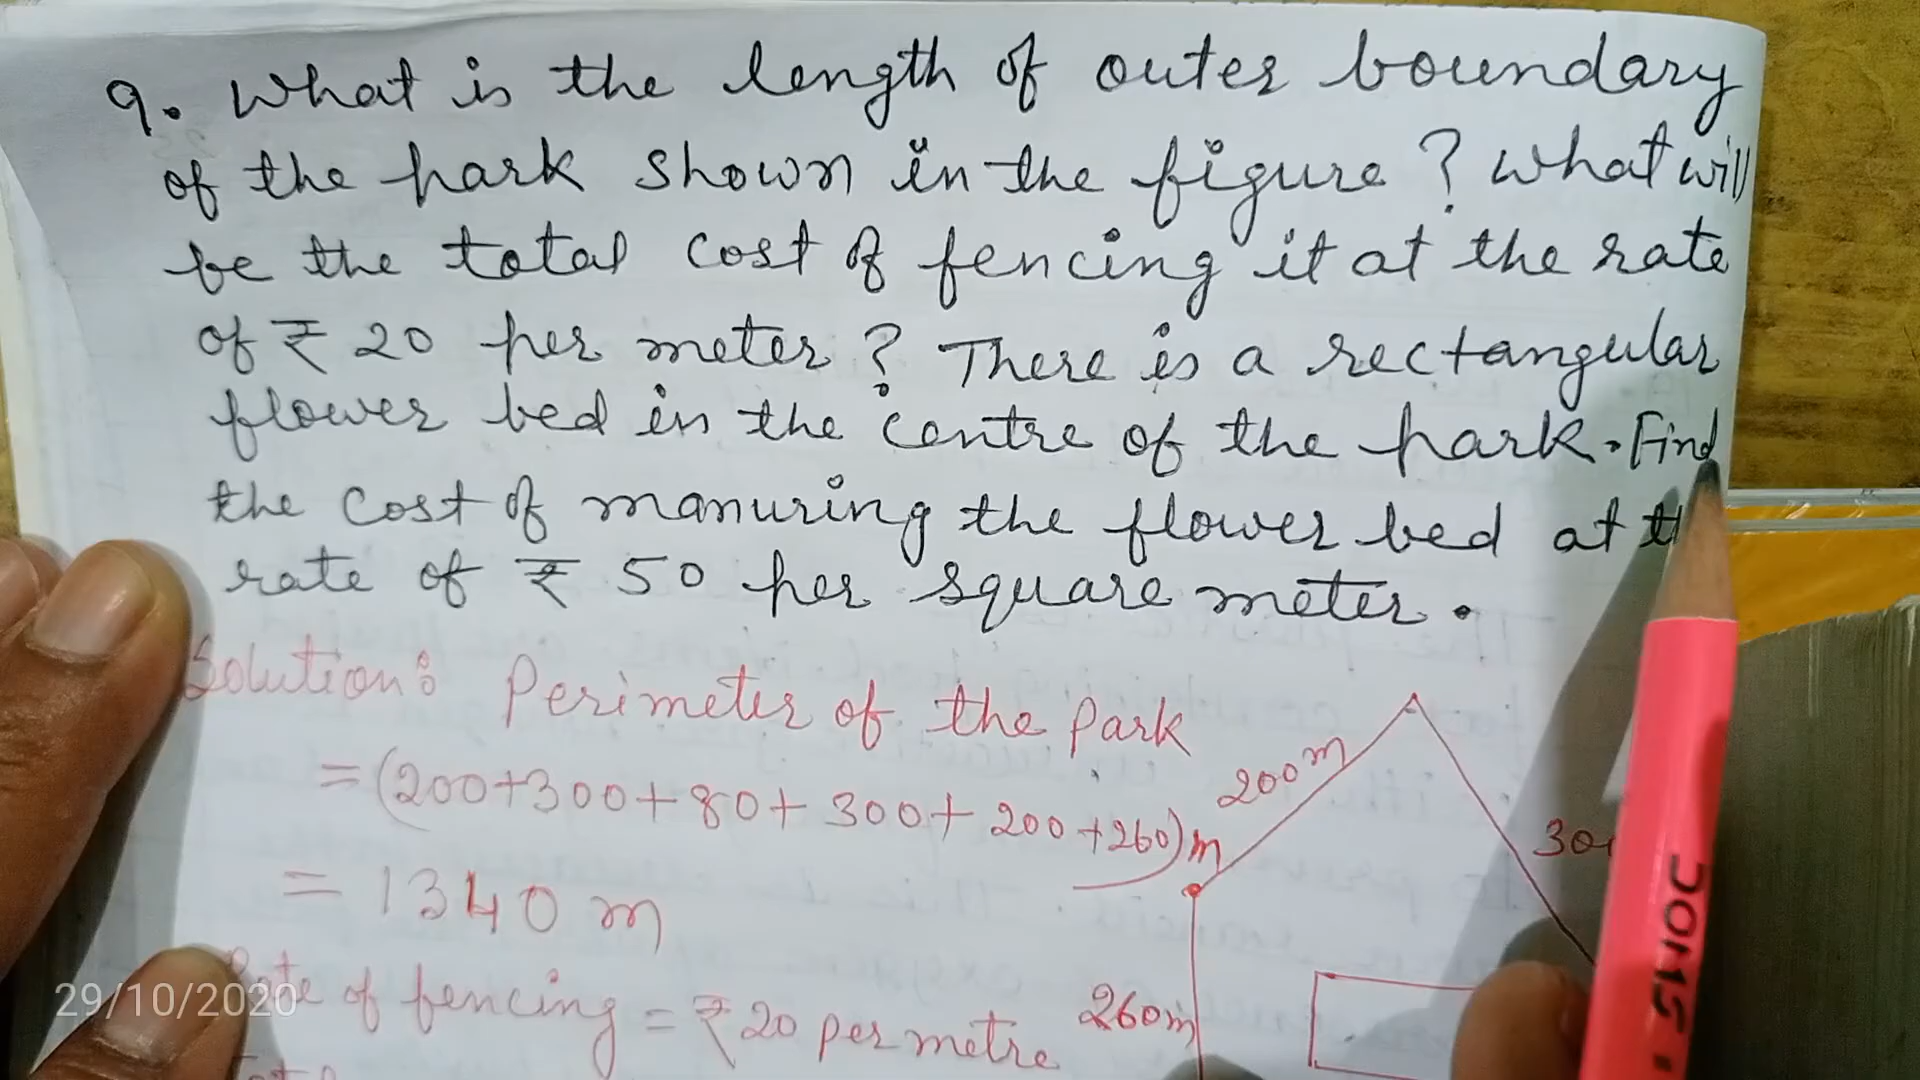 9. What is the length of outer boundary
of the park shown in the figure? What will
be the total cost of fencing it at the rate
of ₹ 20 per meter? There is a rectangular
flower bed in the centre of the park. Find
the cost of manuring the flower bed at
rate of ₹ 50 per square meter.
Solution: Perimeter of the Park
= (200+300+80+300+200+260)m
= 1340 m
of fencing = ₹20 per metre
200m
260m
29/10/2020
JONSC